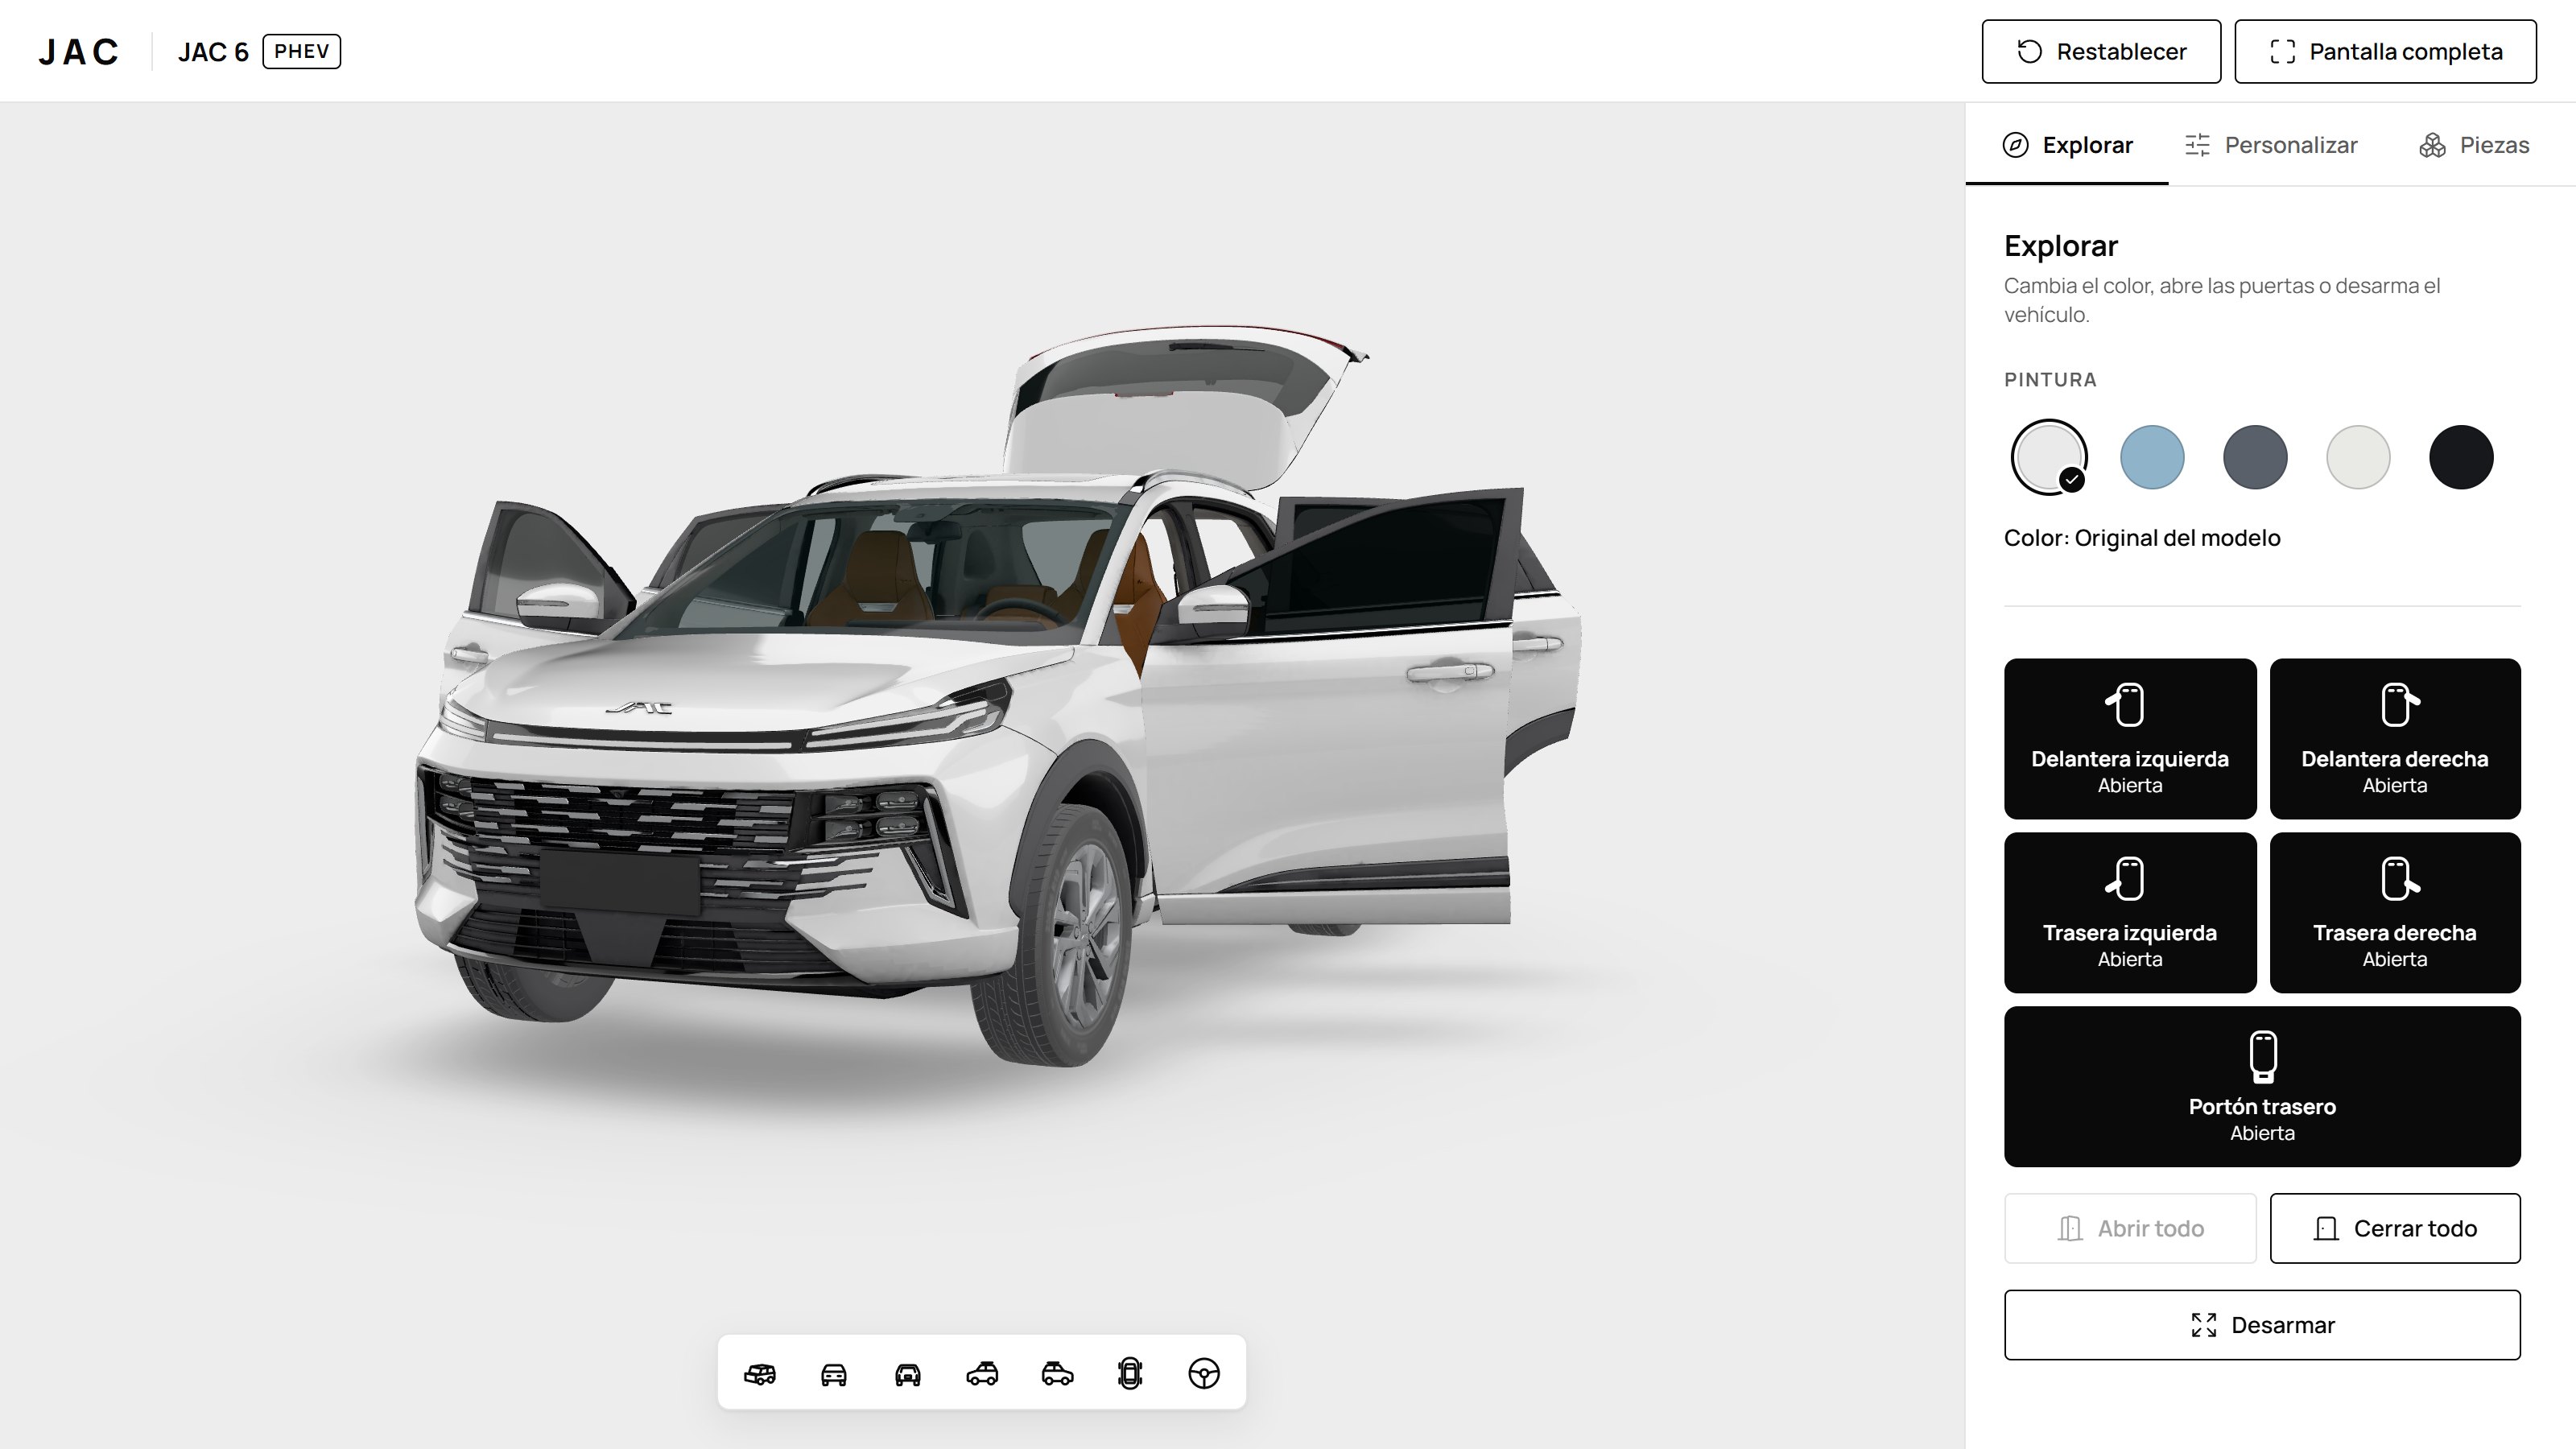 JAC
JAC 6 PHEV
Restablecer
Pantalla completa
Explorar
Personalizar
Piezas
Explorar
Cambia el color, abre las puertas o desarma el
vehículo.
PINTURA
Color: Original del modelo
JAC
Delantera izquierda
Abierta
Delantera derecha
Abierta
Trasera izquierda
Abierta
Trasera derecha
Abierta
Portón trasero
Abierta
Abrir todo
Cerrar todo
Desarmar